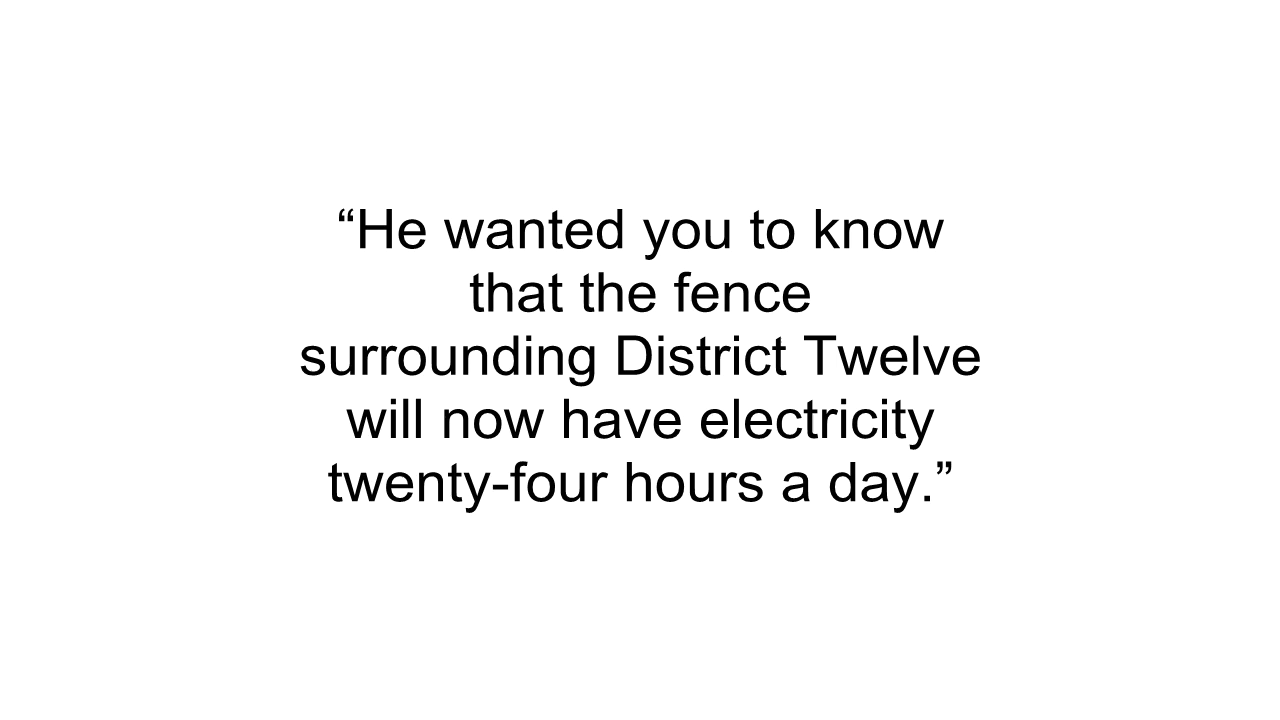 “He wanted you to know
that the fence
surrounding District Twelve
will now have electricity
twenty-four hours a day.”